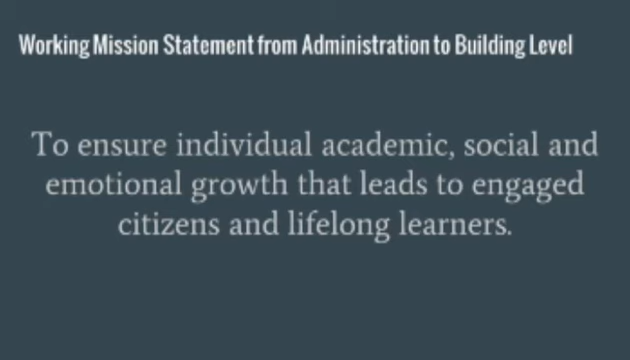 Working Mission Statement from Administration to Building Level
To ensure individual academic, social and
emotional growth that leads to engaged
citizens and lifelong learners.